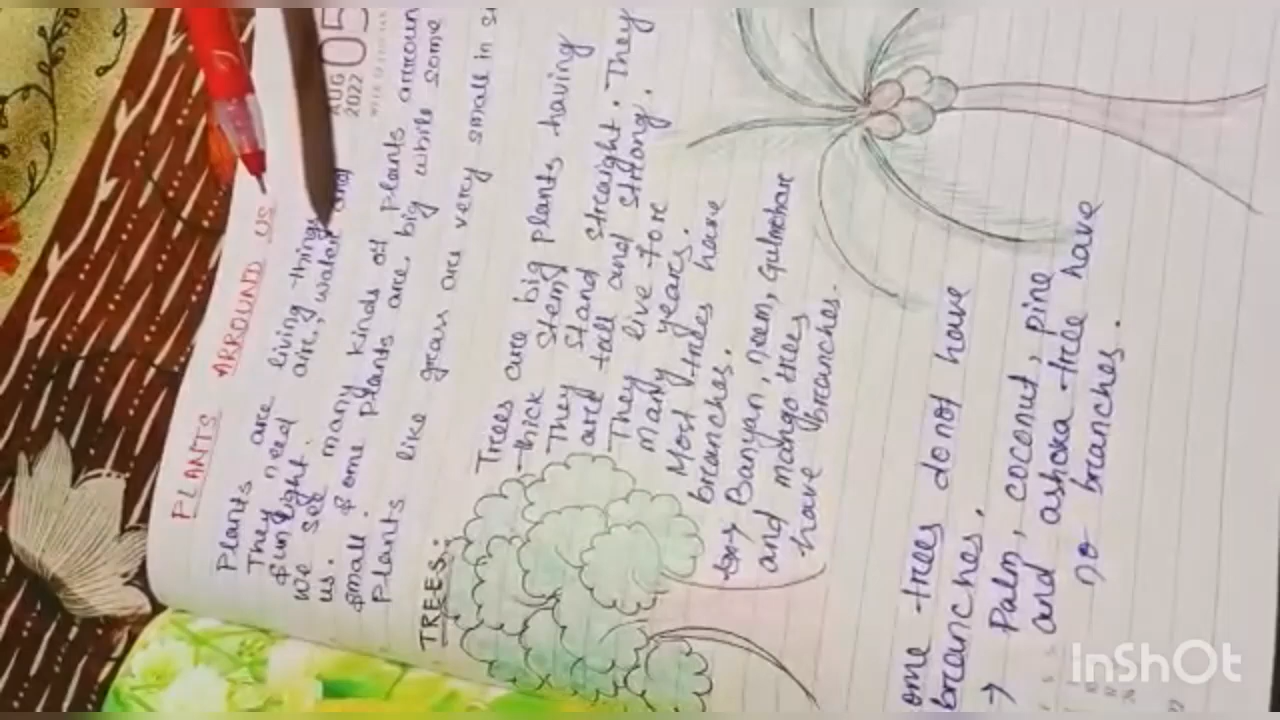 AUG
2022
05
PLANTS ARROUND US
Plants are living things
They need air, water and
sunlight.
We see many kinds of plants arroun
us. Some plants are big while some
small.
Plants like grass are very small in s
TREES:
Trees are big plants having
thick stem.
They stand straight. They
are tall and strong.
They live for
many years.
Most trees have
branches.
Banyan, neem, Gulmohar
and mango trees
have branches.
ome trees do not have
branches.
→ Palm, coconut, pine
and ashoka tree have
no branches.
InShOt